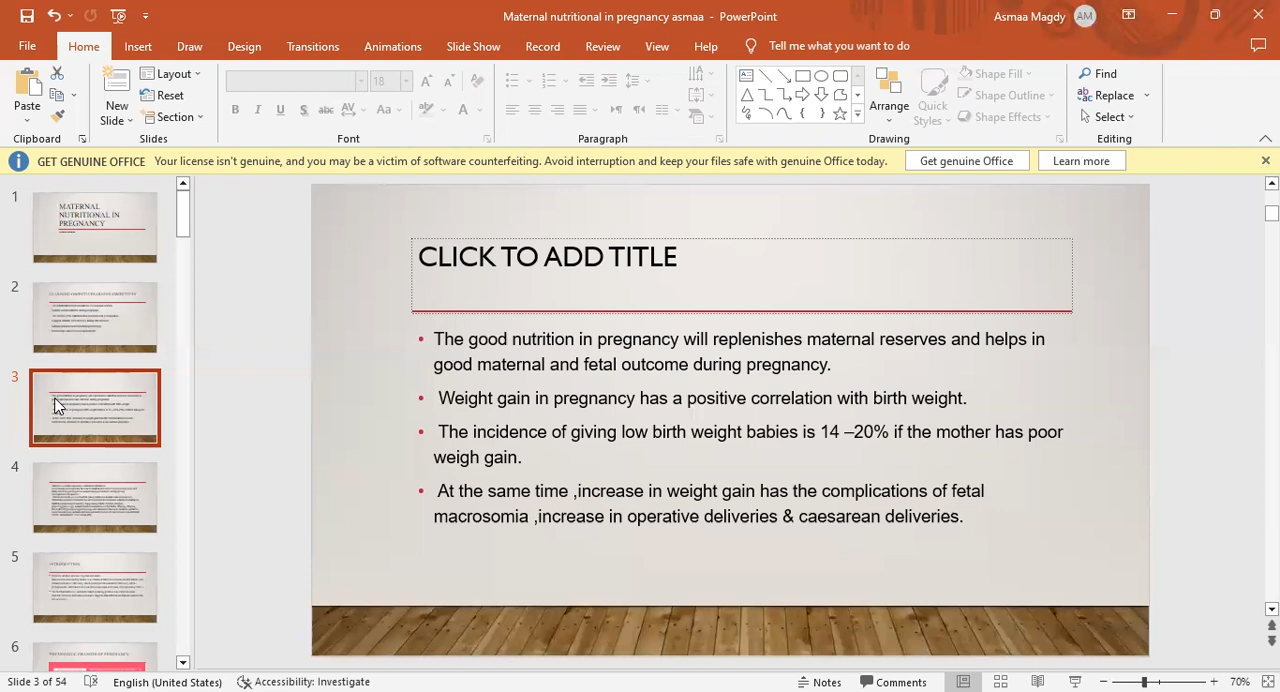 Maternal nutritional in pregnancy asmaa - PowerPoint
Asmaa Magdy AM
File Home Insert Draw Design Transitions Animations Slide Show Record Review View Help Tell me what you want to do
Paste
Clipboard
New Slide
Layout
Reset
Section
Slides
18
Font
Paragraph
Arrange
Quick Styles
Shape Fill
Shape Outline
Shape Effects
Drawing
Find
Replace
Select
Editing
GET GENUINE OFFICE Your license isn't genuine, and you may be a victim of software counterfeiting. Avoid interruption and keep your files safe with genuine Office today. Get genuine Office Learn more
1
MATERNAL
NUTRITIONAL IN
PREGNANCY
2
3
4
5
6
CLICK TO ADD TITLE
• The good nutrition in pregnancy will replenishes maternal reserves and helps in
good maternal and fetal outcome during pregnancy.
• Weight gain in pregnancy has a positive correlation with birth weight.
• The incidence of giving low birth weight babies is 14 –20% if the mother has poor
weigh gain.
• At the same time ,increase in weight gain has more complications of fetal
macrosomia ,increase in operative deliveries & caesarean deliveries.
Slide 3 of 54 English (United States) Accessibility: Investigate Notes Comments 70%